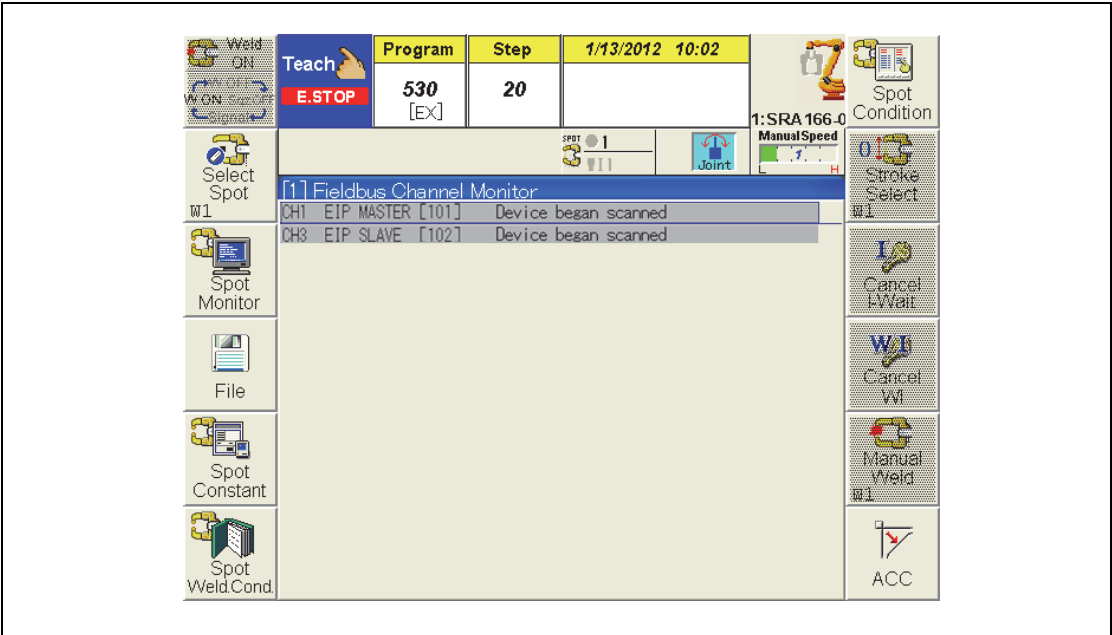 Weld
ON
W ON
Signal
Teach
E.STOP
Program
530
[EX]
Step
20
1/13/2012 10:02
1:SRA166-0
Spot
Condition
SPOT 1
I1
Joint
Manual Speed
1
L H
Select
Spot
W1
0 I
Stroke
Select
W1
[1] Fieldbus Channel Monitor
CH1 EIP MASTER [101] Device began scanned
CH3 EIP SLAVE [102] Device began scanned
Spot
Monitor
I
Cancel
I-Wait
File
W I
Cancel
WI
Spot
Constant
Manual
Weld
W1
Spot
Weld.Cond.
ACC